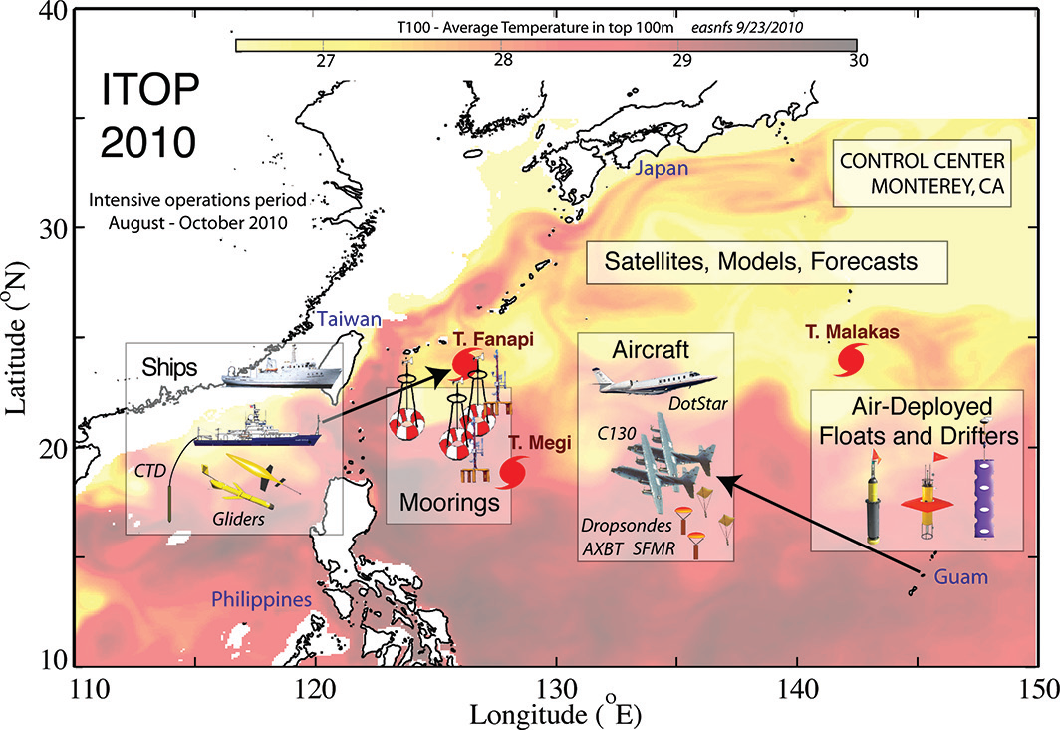 T100 - Average Temperature in top 100m easnfs 9/23/2010
27 28 29 30
ITOP
2010
Intensive operations period
August - October 2010
Japan
CONTROL CENTER
MONTEREY, CA
Satellites, Models, Forecasts
Taiwan
T. Fanapi
T. Malakas
Ships
Aircraft
DotStar
Air-Deployed
Floats and Drifters
C130
T. Megi
CTD
Gliders
Moorings
Dropsondes
AXBT SFMR
Guam
Philippines
40
30
20
10
Latitude (°N)
110 120 130 140 150
Longitude (°E)